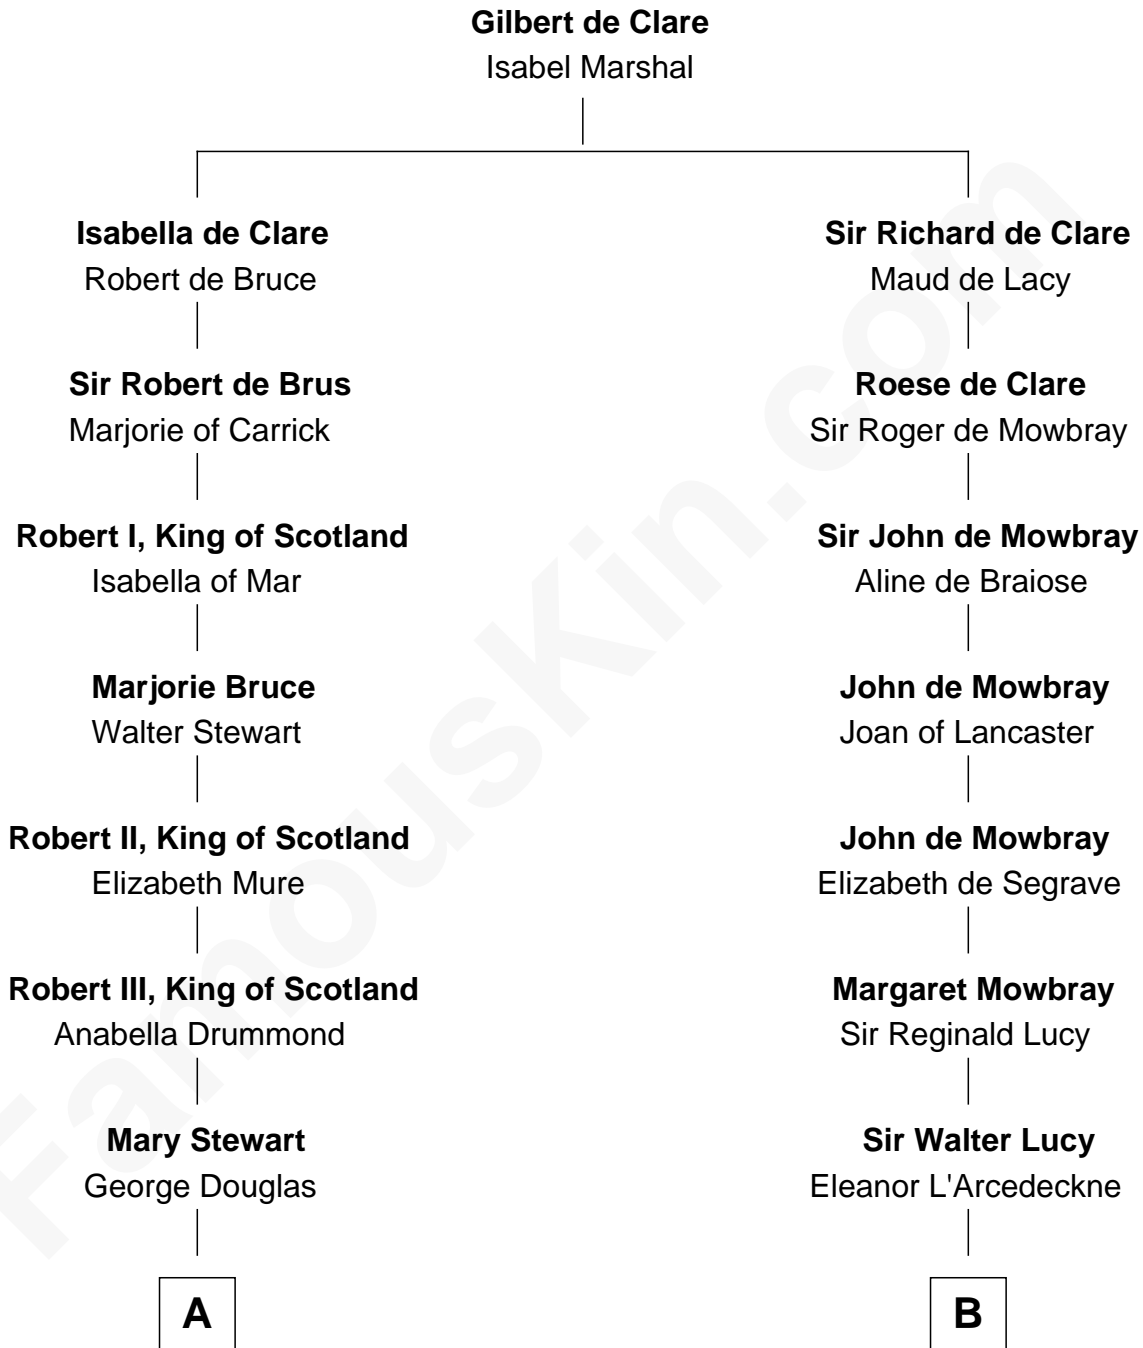 Gilbert de Clare
Isabel Marshal
Isabella de Clare
Robert de Bruce
Sir Richard de Clare
Maud de Lacy
Sir Robert de Brus
Marjorie of Carrick
Roese de Clare
Sir Roger de Mowbray
Robert I, King of Scotland
Isabella of Mar
Sir John de Mowbray
Aline de Braiose
Marjorie Bruce
Walter Stewart
John de Mowbray
Joan of Lancaster
Robert II, King of Scotland
Elizabeth Mure
John de Mowbray
Elizabeth de Segrave
Robert III, King of Scotland
Anabella Drummond
Margaret Mowbray
Sir Reginald Lucy
Mary Stewart
George Douglas
Sir Walter Lucy
Eleanor L'Arcedeckne
A
B
FamousKin.com